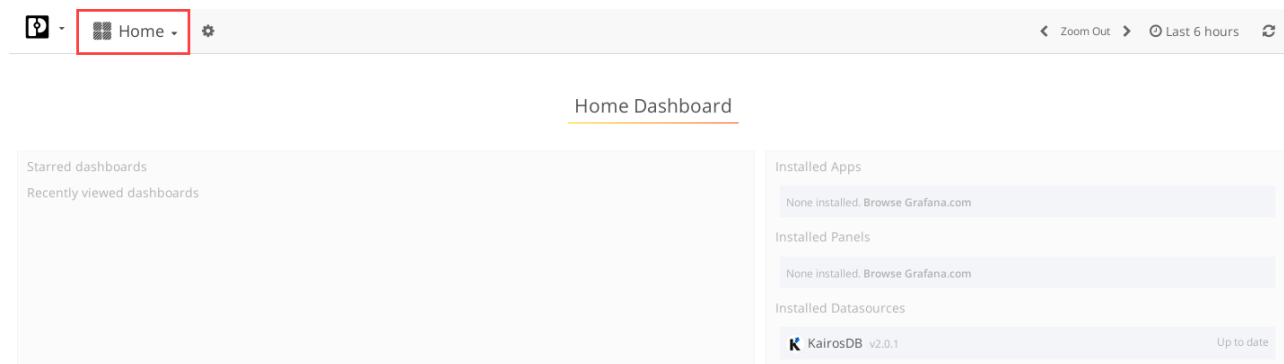 Home
Zoom Out
Last 6 hours
Home Dashboard
Starred dashboards
Recently viewed dashboards
Installed Apps
None installed. Browse Grafana.com
Installed Panels
None installed. Browse Grafana.com
Installed Datasources
KairosDB v2.0.1 Up to date